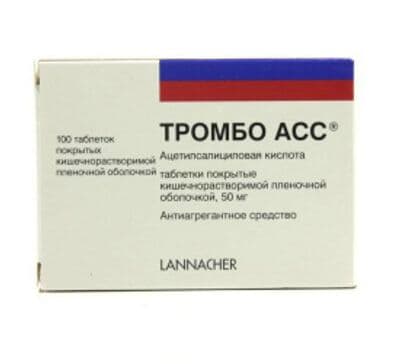 100 таблеток
покрытых
кишечнорастворимой
пленочной оболочкой
ТРОМБО АСС®
Ацетилсалициловая кислота
таблетки покрытые
кишечнорастворимой пленочной
оболочкой, 50 мг
Антиагрегантное средство
LANNACHER